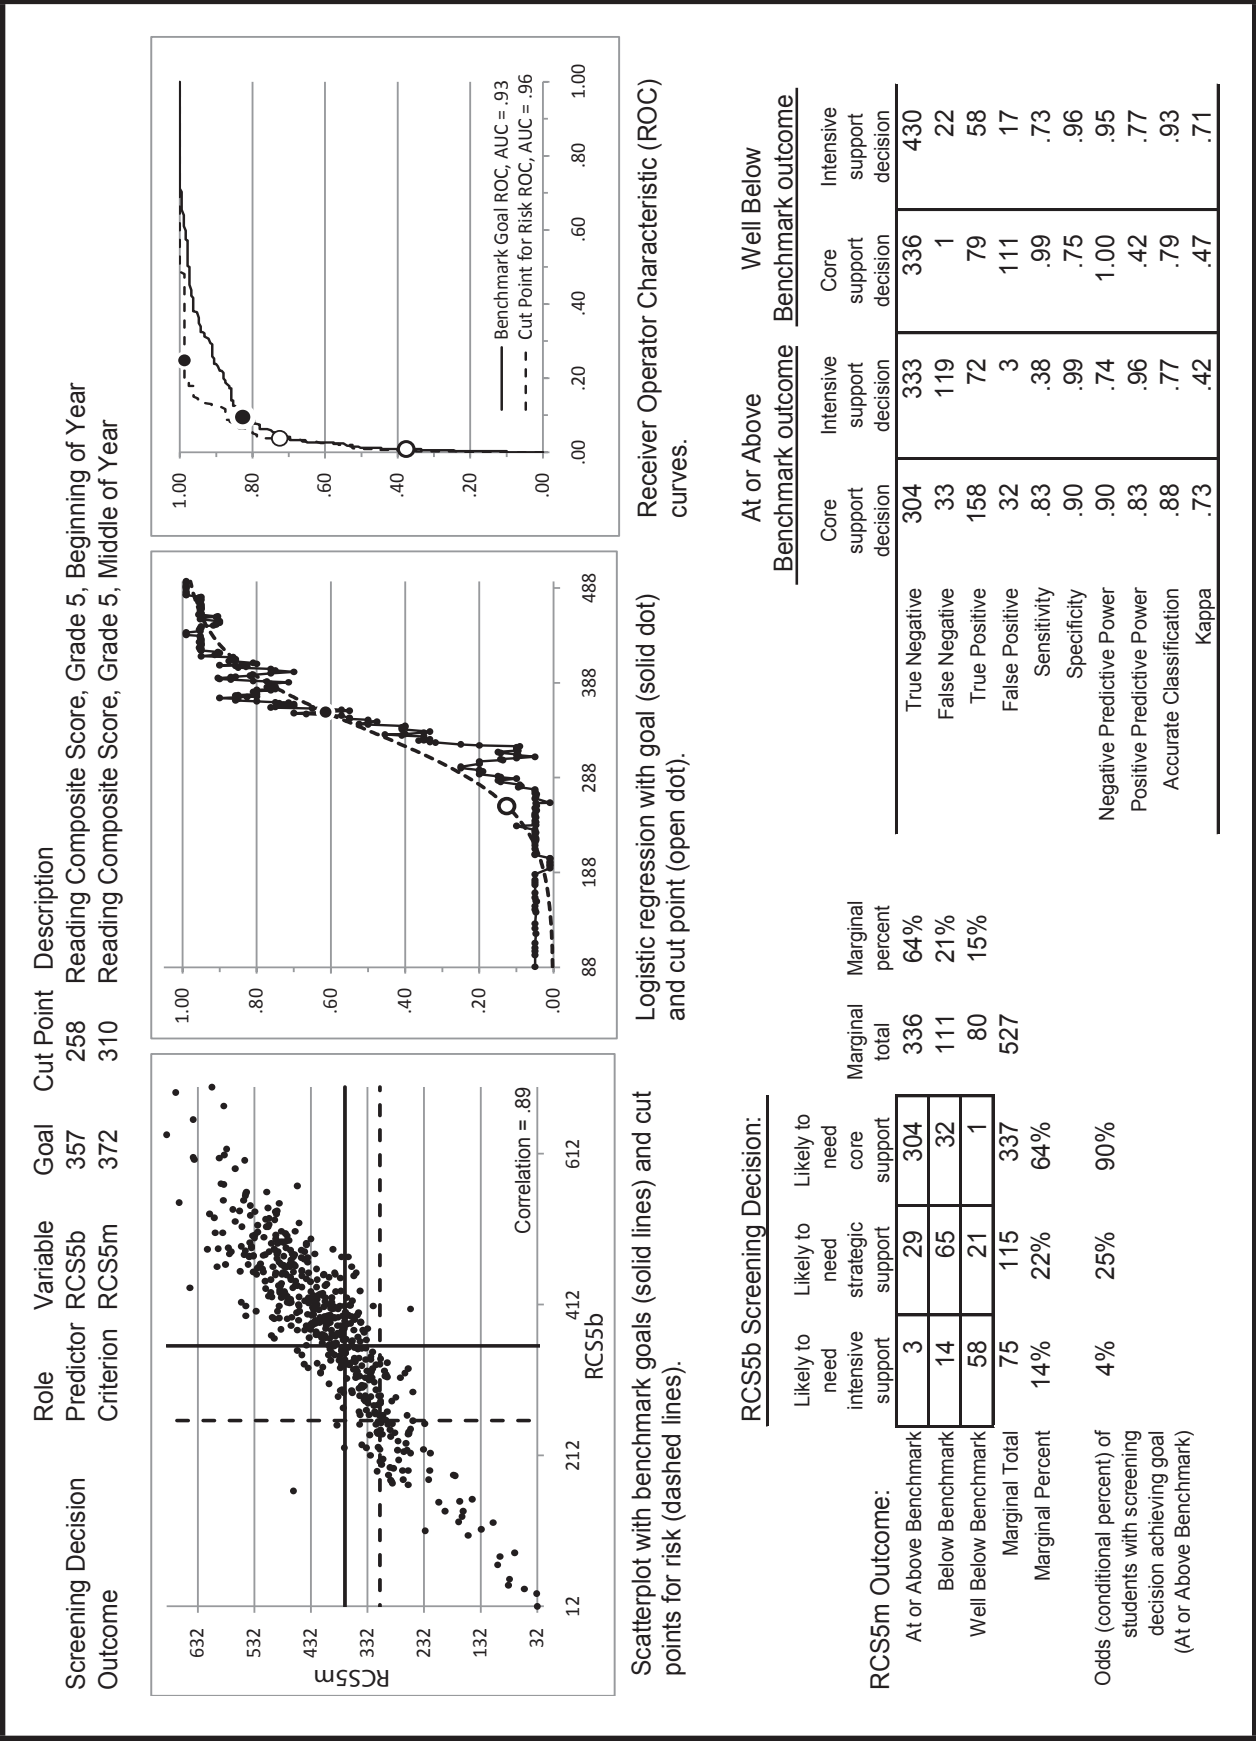 Role Variable Goal Cut Point Description
Screening Decision Predictor RCS5b 357 258 Reading Composite Score, Grade 5, Beginning of Year
Outcome Criterion RCS5m 372 310 Reading Composite Score, Grade 5, Middle of Year
632
532
432
332
232
132
32
RCS5m
12 212 412 612
RCS5b
Correlation = .89
Scatterplot with benchmark goals (solid lines) and cut
points for risk (dashed lines).
1.00
.80
.60
.40
.20
.00
88 188 288 388 488
Logistic regression with goal (solid dot)
and cut point (open dot).
1.00
.80
.60
.40
.20
.00
Benchmark Goal ROC, AUC = .93
Cut Point for Risk ROC, AUC = .96
.00 .20 .40 .60 .80 1.00
Receiver Operator Characteristic (ROC)
curves.
RCS5b Screening Decision:
RCS5m Outcome:
Likely to need intensive support
Likely to need strategic support
Likely to need core support
Marginal total
Marginal percent
At or Above Benchmark 3 29 304 336 64%
Below Benchmark 14 65 32 111 21%
Well Below Benchmark 58 21 1 80 15%
Marginal Total 75 115 337 527
Marginal Percent 14% 22% 64%
Odds (conditional percent) of
students with screening
decision achieving goal
(At or Above Benchmark)
4% 25% 90%
At or Above
Benchmark outcome
Well Below
Benchmark outcome
Core support decision
Intensive support decision
Core support decision
Intensive support decision
True Negative 304 333 336 430
False Negative 33 119 1 22
True Positive 158 72 79 58
False Positive 32 3 111 17
Sensitivity .83 .38 .99 .73
Specificity .90 .99 .75 .96
Negative Predictive Power .90 .74 1.00 .95
Positive Predictive Power .83 .96 .42 .77
Accurate Classification .88 .77 .79 .93
Kappa .73 .42 .47 .71